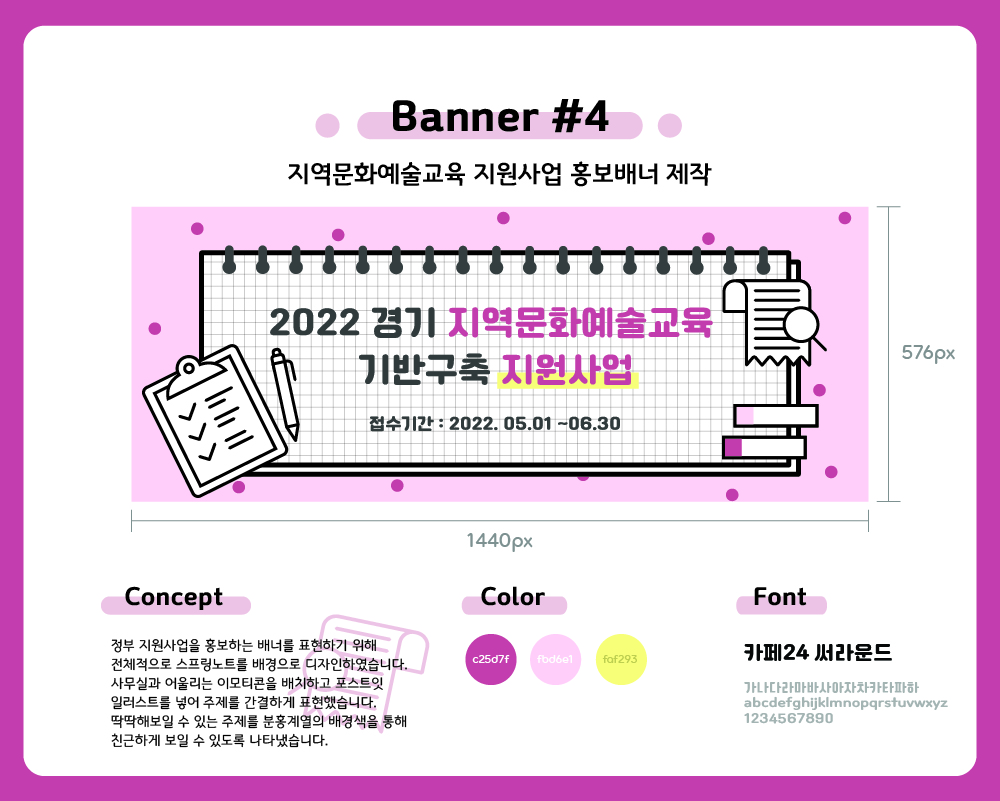 Banner #4
지역문화예술교육 지원사업 홍보배너 제작
2022 경기 지역문화예술교육
기반구축 지원사업
접수기간 : 2022. 05.01 ~06.30
576px
1440px
Concept
정부 지원사업을 홍보하는 배너를 표현하기 위해
전체적으로 스프링노트를 배경으로 디자인하였습니다.
사무실과 어울리는 이모티콘을 배치하고 포스트잇
일러스트를 넣어 주제를 간결하게 표현했습니다.
딱딱해보일 수 있는 주제를 분홍계열의 배경색을 통해
친근하게 보일 수 있도록 나타냈습니다.
Color
c25d7f
fbd6e1
faf293
Font
카페24 써라운드
가나다라마바사아자차카타파하
abcdefghijklmnopqrstuvwxyz
1234567890